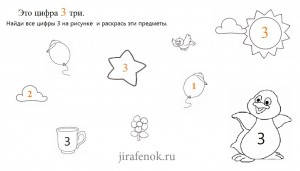 Это цифра 3 три.
Найди все цифры 3 на рисунке и раскрась эти предметы.
3
3
1
2
3
3
jirafenok.ru